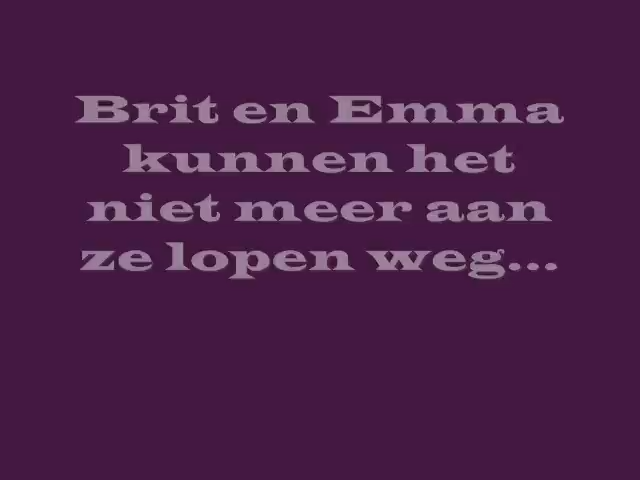 Brit en Emma
kunnen het
niet meer aan
ze lopen weg...